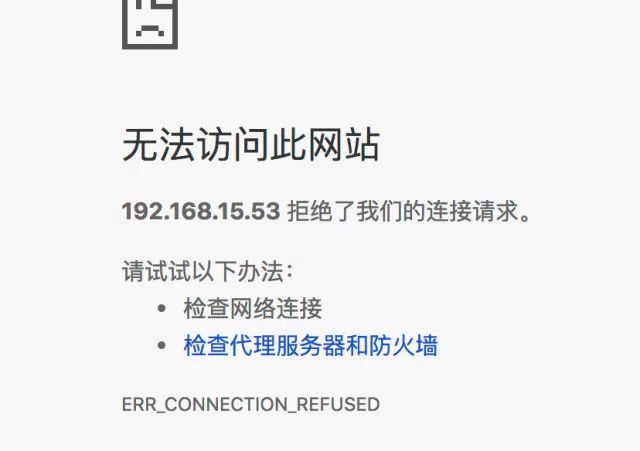 无法访问此网站
192.168.15.53 拒绝了我们的连接请求。
请试试以下办法：
检查网络连接
检查代理服务器和防火墙
ERR_CONNECTION_REFUSED